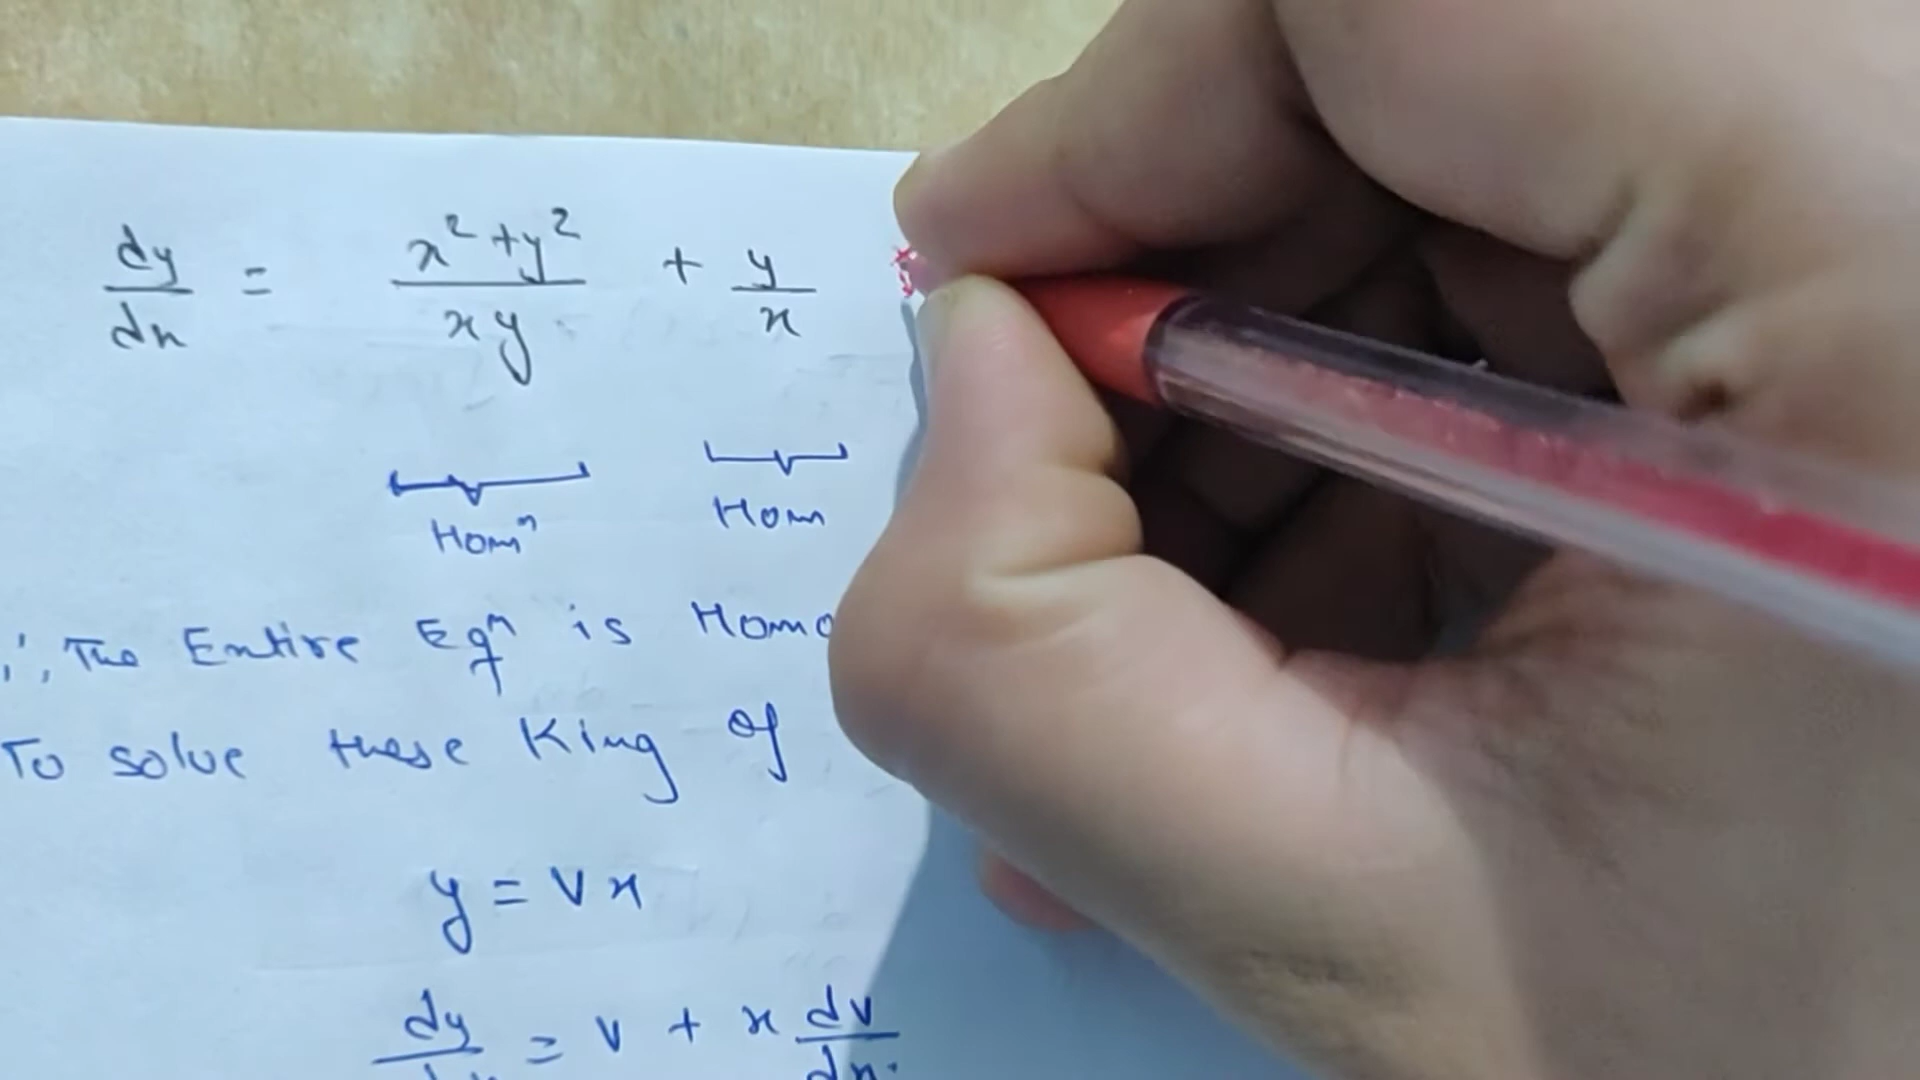 dy/dx = x²+y²/xy + y/x
Homⁿ Hom
∴ The Entire Eqⁿ is Homo
To solve these King of
y = vx
dy/dx = v + x dv/dx.